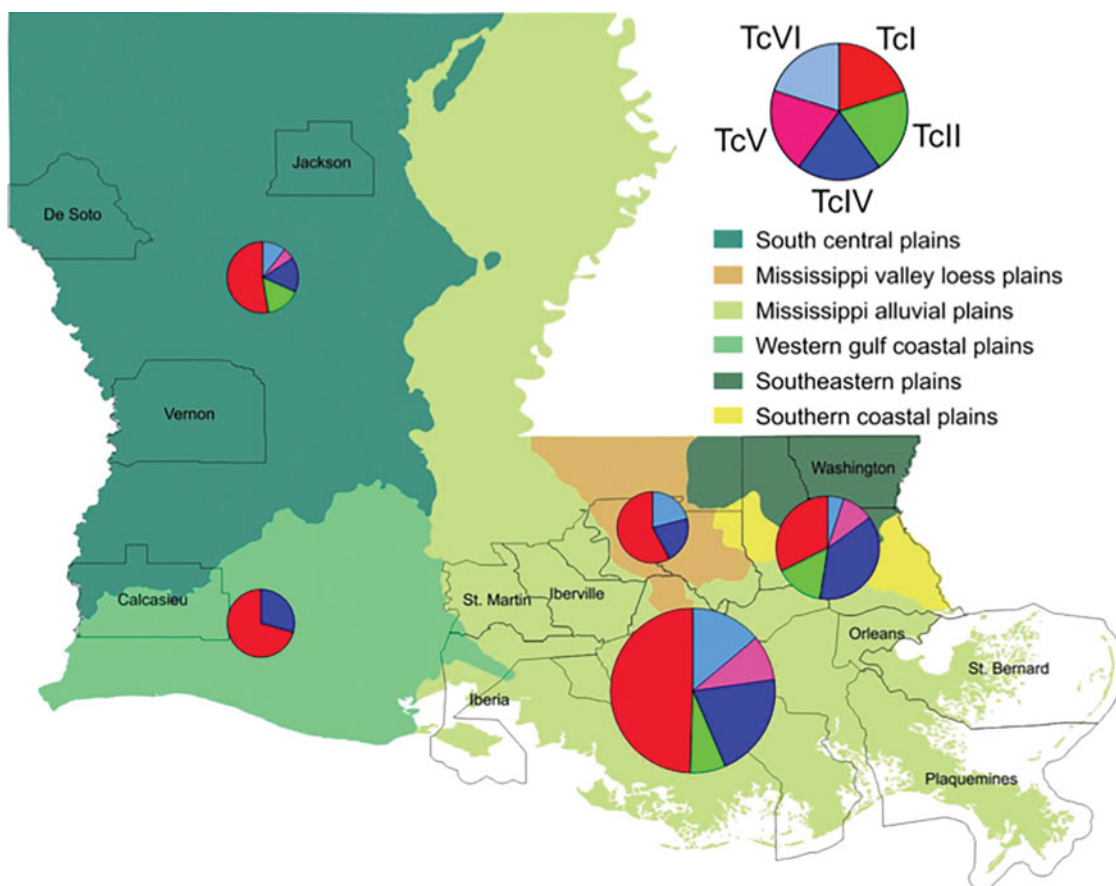 TcVI
TcI
TcV
TcII
TcIV
South central plains
Mississippi valley loess plains
Mississippi alluvial plains
Western gulf coastal plains
Southeastern plains
Southern coastal plains
Jackson
De Soto
Vernon
Washington
Calcasieu
St. Martin
Iberville
Orleans
St. Bernard
Iberia
Plaquemines